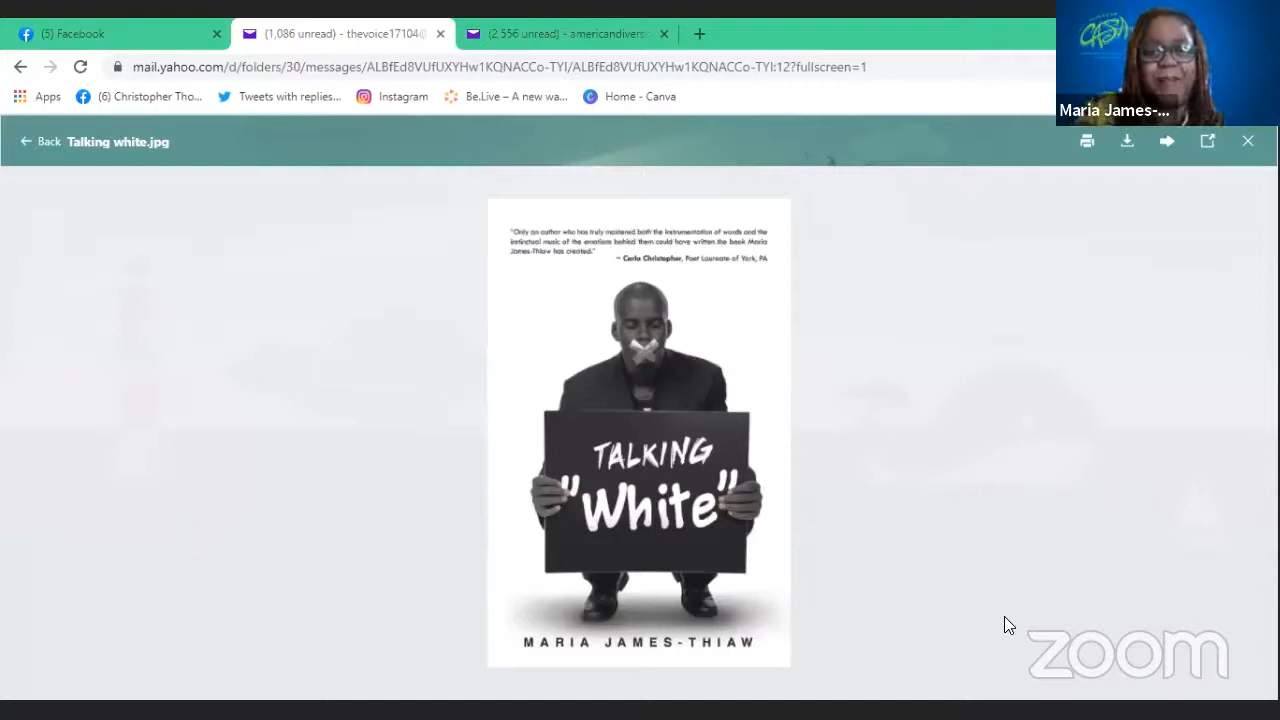 (5) Facebook
(1,086 unread) - thevoice17104@
(2,556 unread) - americandivers
mail.yahoo.com/d/folders/30/messages/ALBfEd8VUfUXYHw1KQNACCo-TYI/ALBfEd8VUfUXYHw1KQNACCo-TYI:12?fullscreen=1
Apps
(6) Christopher Tho...
Tweets with replies...
Instagram
Be.Live – A new wa...
Home - Canva
CASA
Maria James-...
Back Talking white.jpg
"Only an author who has truly mastered both the instrumentation of words and the
instinctual music of the emotions behind them could have written the book Maria
James-Thiaw has created."
~ Carla Christopher, Poet Laureate of York, PA
TALKING
"White"
MARIA JAMES-THIAW
zoom